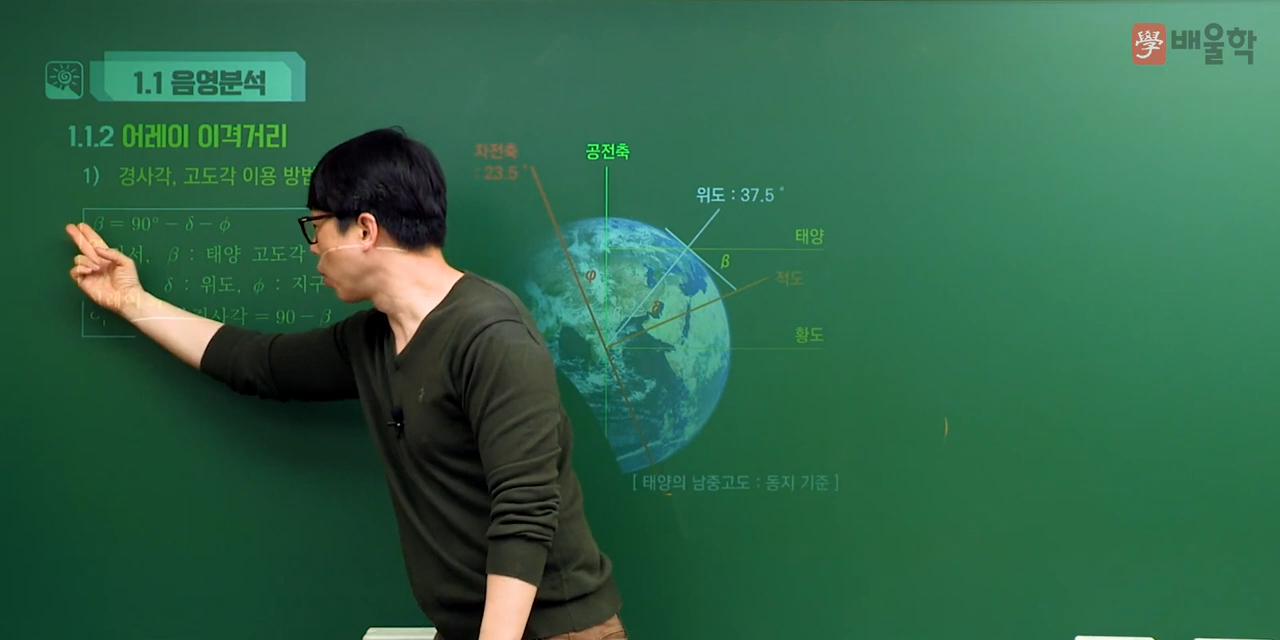 學 배울학
1.1 음영분석
1.1.2 어레이 이격거리
1) 경사각, 고도각 이용 방법
β = 90° − δ − φ
서, β : 태양 고도각
δ : 위도, φ : 지구
사각 = 90 − β
자전축
: 23.5°
공전축
위도 : 37.5°
태양
β
적도
φ
δ
황도
[ 태양의 남중고도 : 동지 기준 ]